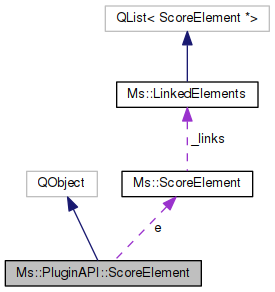 QList< ScoreElement *>
Ms::LinkedElements
_links
QObject
Ms::ScoreElement
e
Ms::PluginAPI::ScoreElement